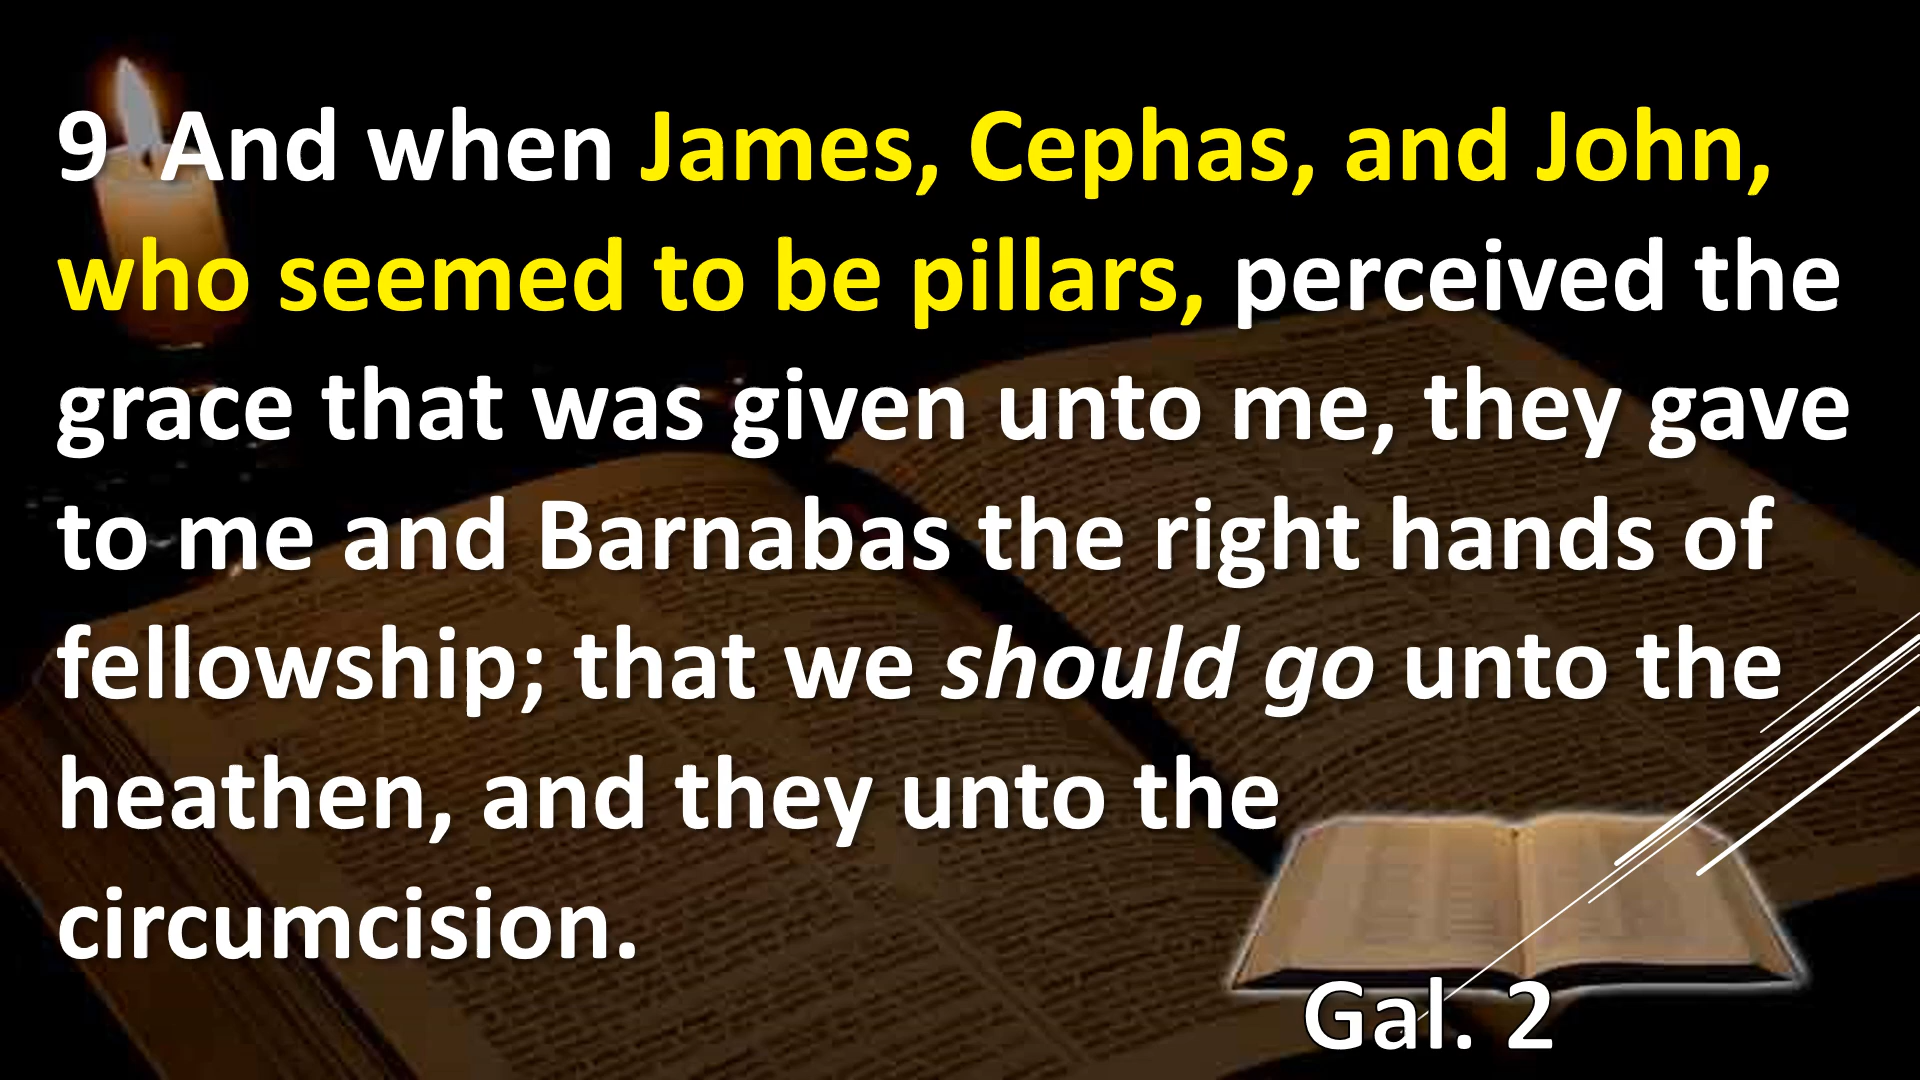 9  And when James, Cephas, and John,
who seemed to be pillars, perceived the
grace that was given unto me, they gave
to me and Barnabas the right hands of
fellowship; that we should go unto the
heathen, and they unto the
circumcision.
Gal. 2